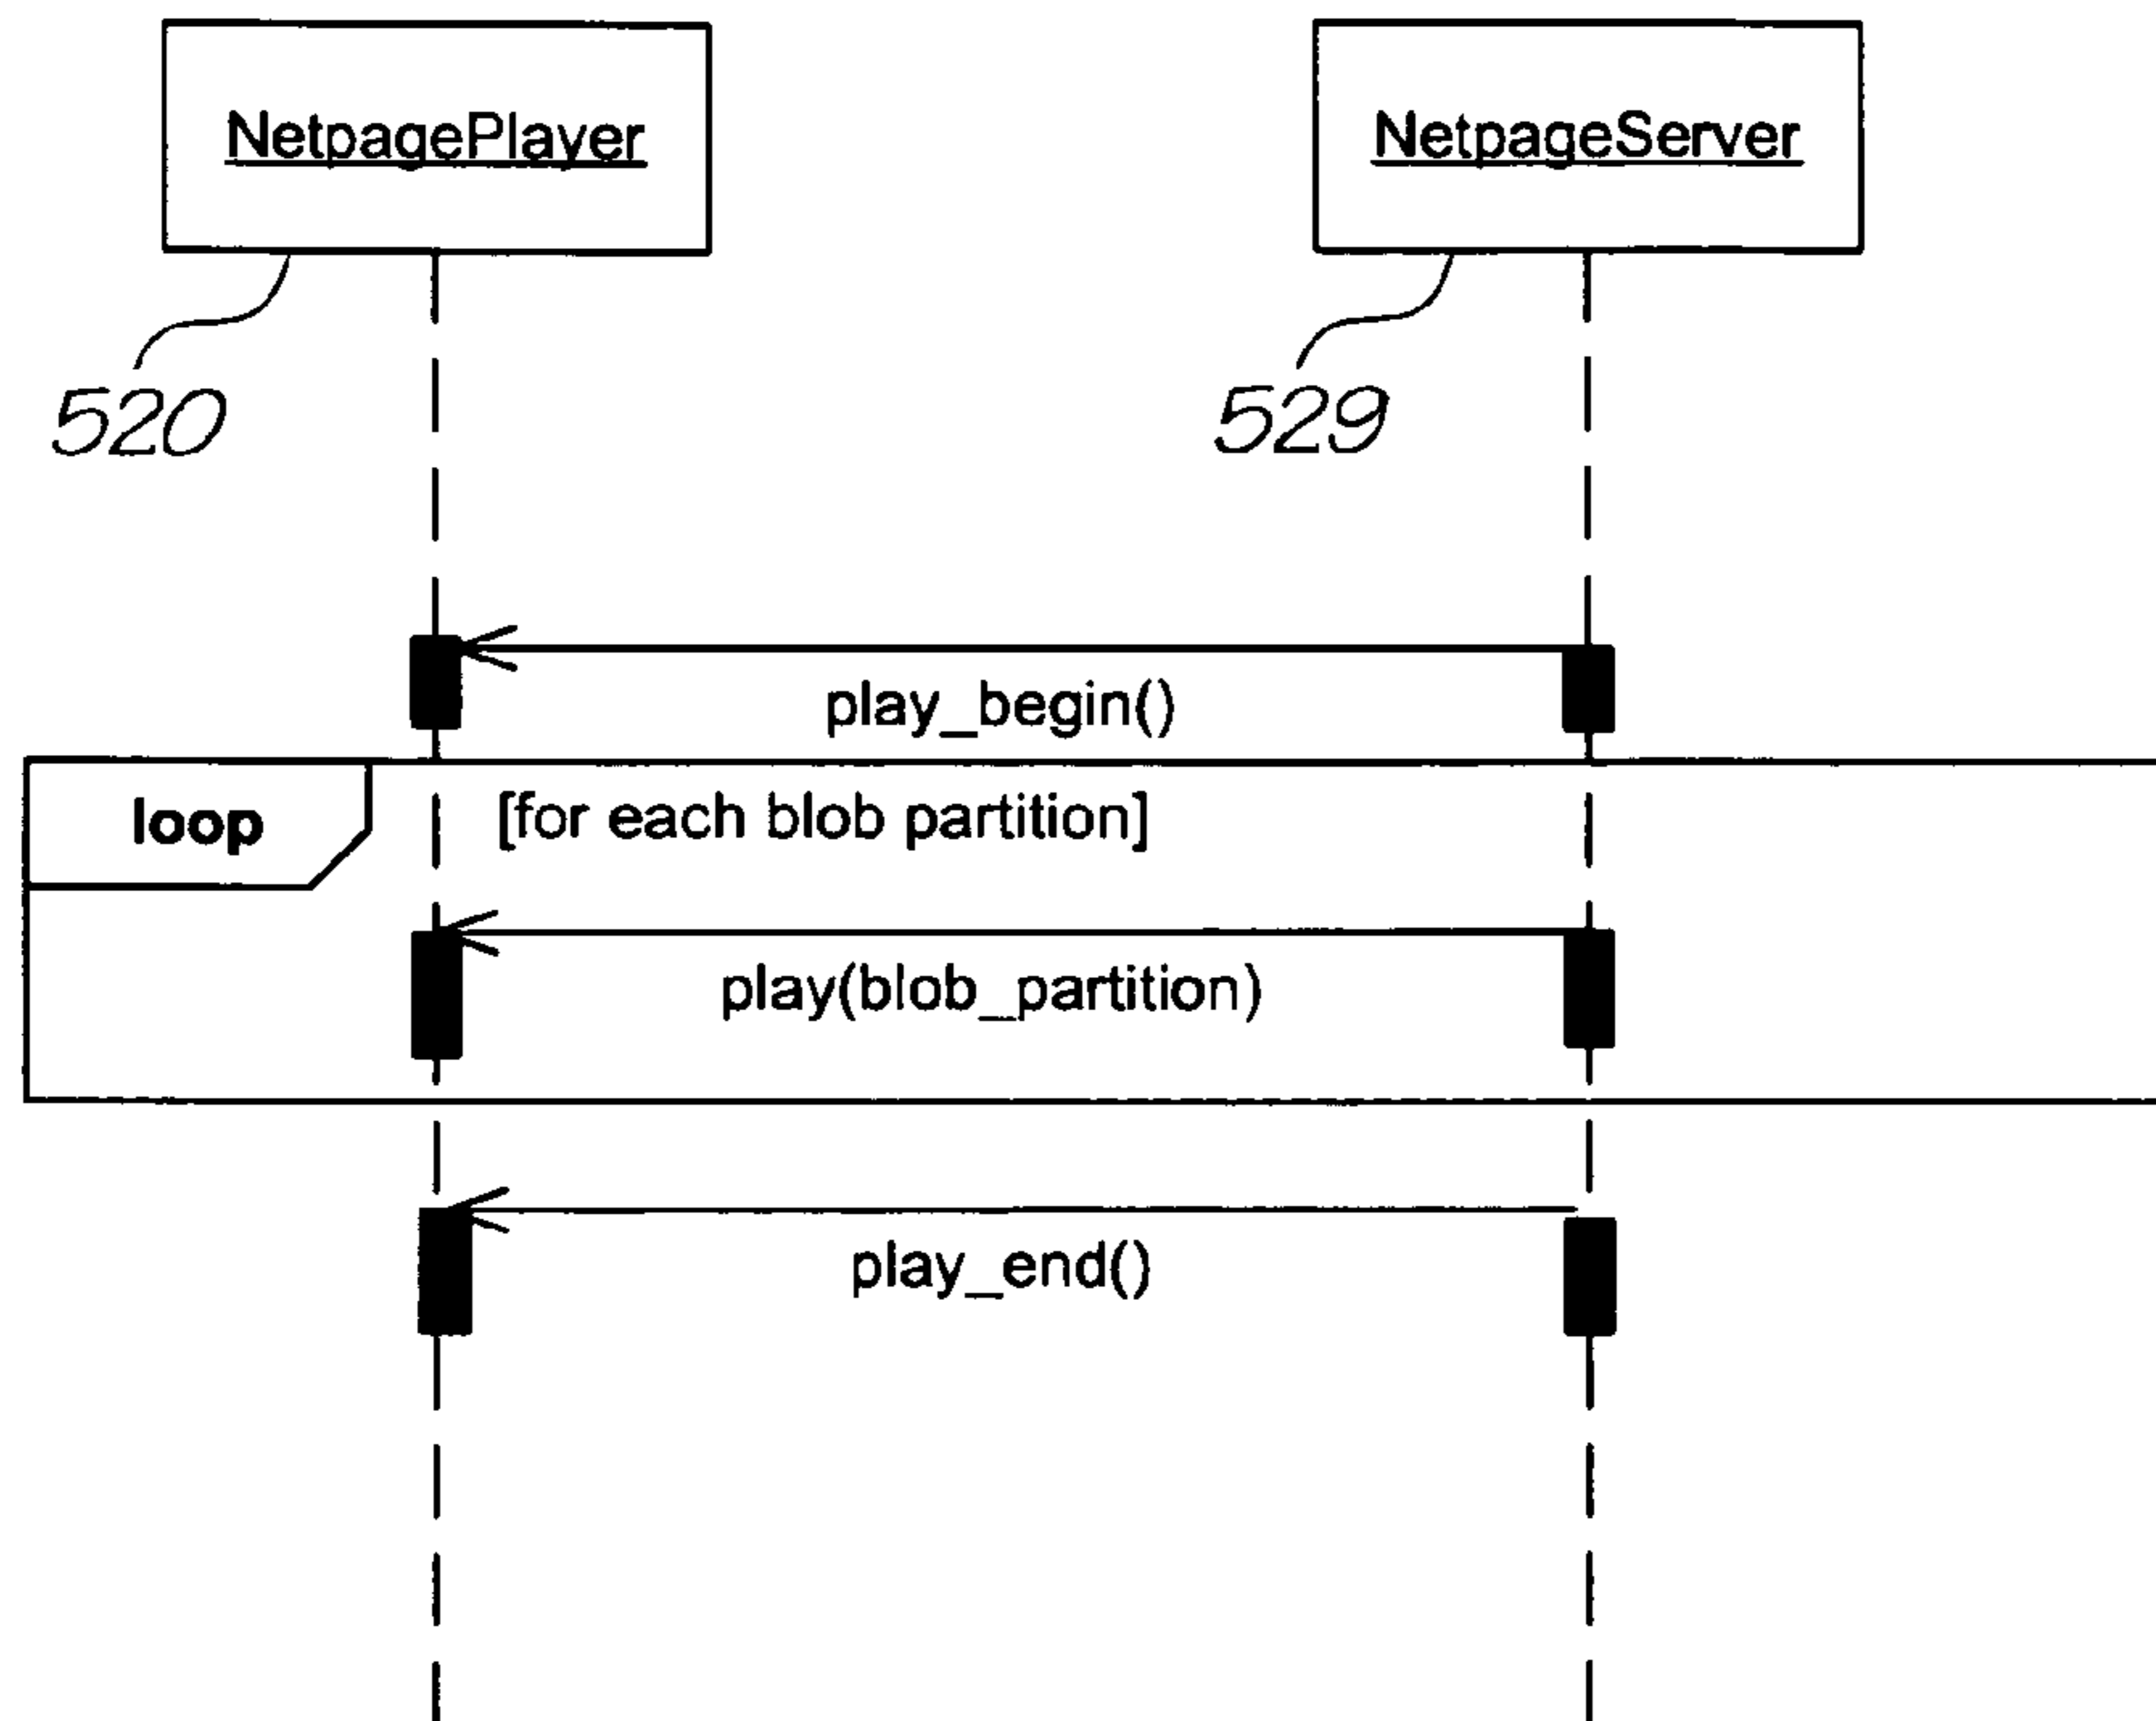 NetpagePlayer
NetpageServer
520
529
play_begin()
loop
[for each blob partition]
play(blob_partition)
play_end()